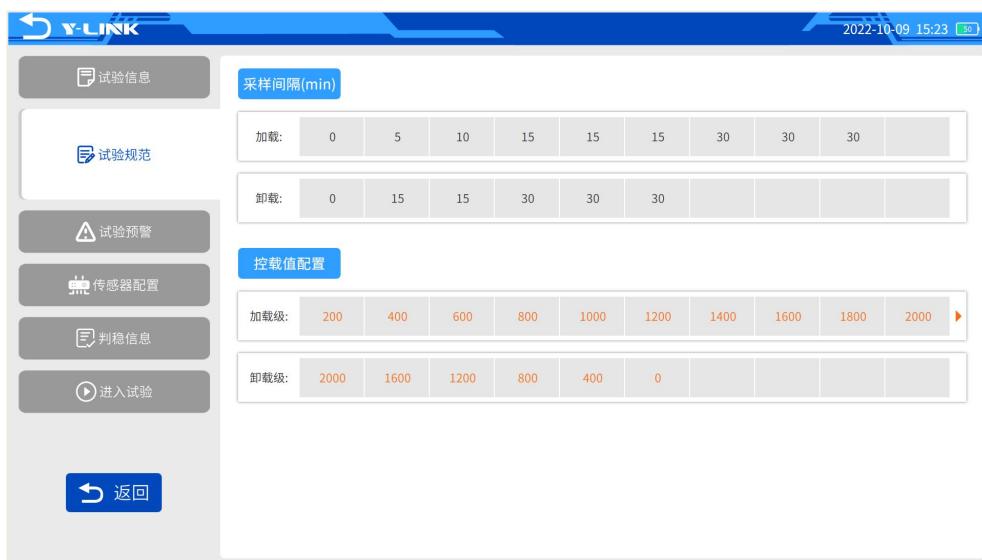 Y-LINK 2022-10-09 15:23 50
试验信息
试验规范
试验预警
传感器配置
判稳信息
进入试验
返回
采样间隔(min)
加载: 0 5 10 15 15 15 30 30 30
卸载: 0 15 15 30 30 30
控载值配置
加载级: 200 400 600 800 1000 1200 1400 1600 1800 2000
卸载级: 2000 1600 1200 800 400 0